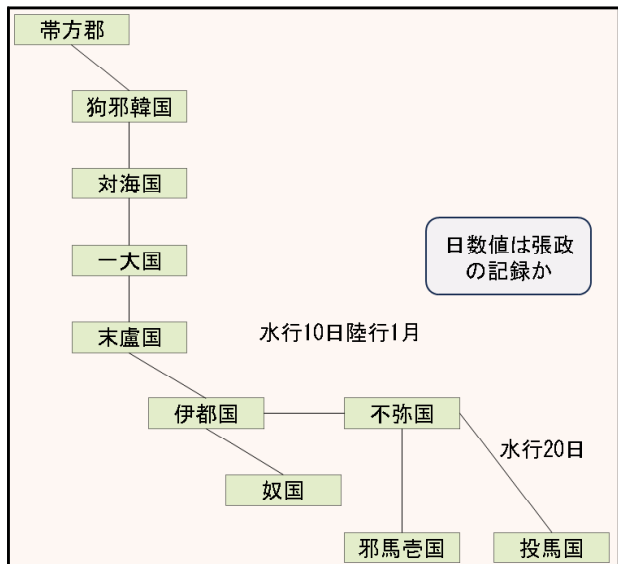 帯方郡
狗邪韓国
対海国
一大国
日数値は張政
の記録か
末盧国
水行10日陸行1月
伊都国
不弥国
水行20日
奴国
邪馬壱国
投馬国